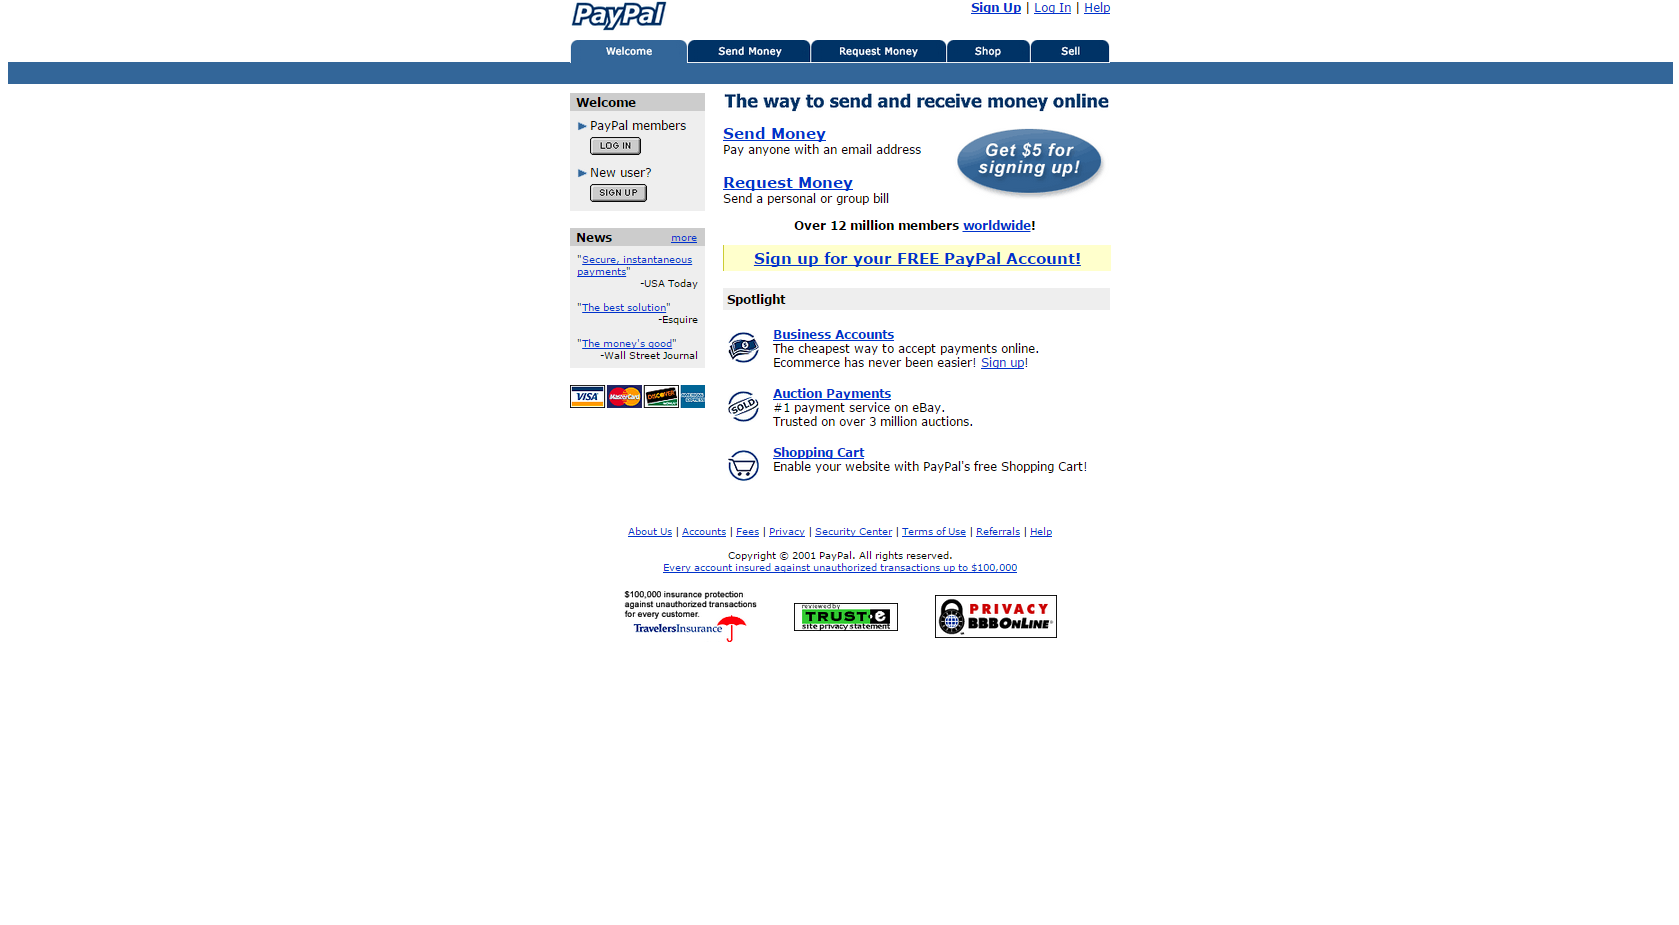 PayPal
Sign Up | Log In | Help
Welcome
Send Money
Request Money
Shop
Sell
Welcome
PayPal members
LOG IN
New user?
SIGN UP
News
more
"Secure, instantaneous
payments"
-USA Today
"The best solution"
-Esquire
"The money's good"
-Wall Street Journal
VISA
MasterCard
DISCOVER
The way to send and receive money online
Send Money
Pay anyone with an email address
Request Money
Send a personal or group bill
Get $5 for
signing up!
Over 12 million members worldwide!
Sign up for your FREE PayPal Account!
Spotlight
Business Accounts
The cheapest way to accept payments online.
Ecommerce has never been easier! Sign up!
SOLD
Auction Payments
#1 payment service on eBay.
Trusted on over 3 million auctions.
Shopping Cart
Enable your website with PayPal's free Shopping Cart!
About Us | Accounts | Fees | Privacy | Security Center | Terms of Use | Referrals | Help
Copyright © 2001 PayPal. All rights reserved.
Every account insured against unauthorized transactions up to $100,000
$100,000 insurance protection
against unauthorized transactions
for every customer.
TravelersInsurance
reviewed by
TRUSTe
site privacy statement
PRIVACY
BBBOnLine®